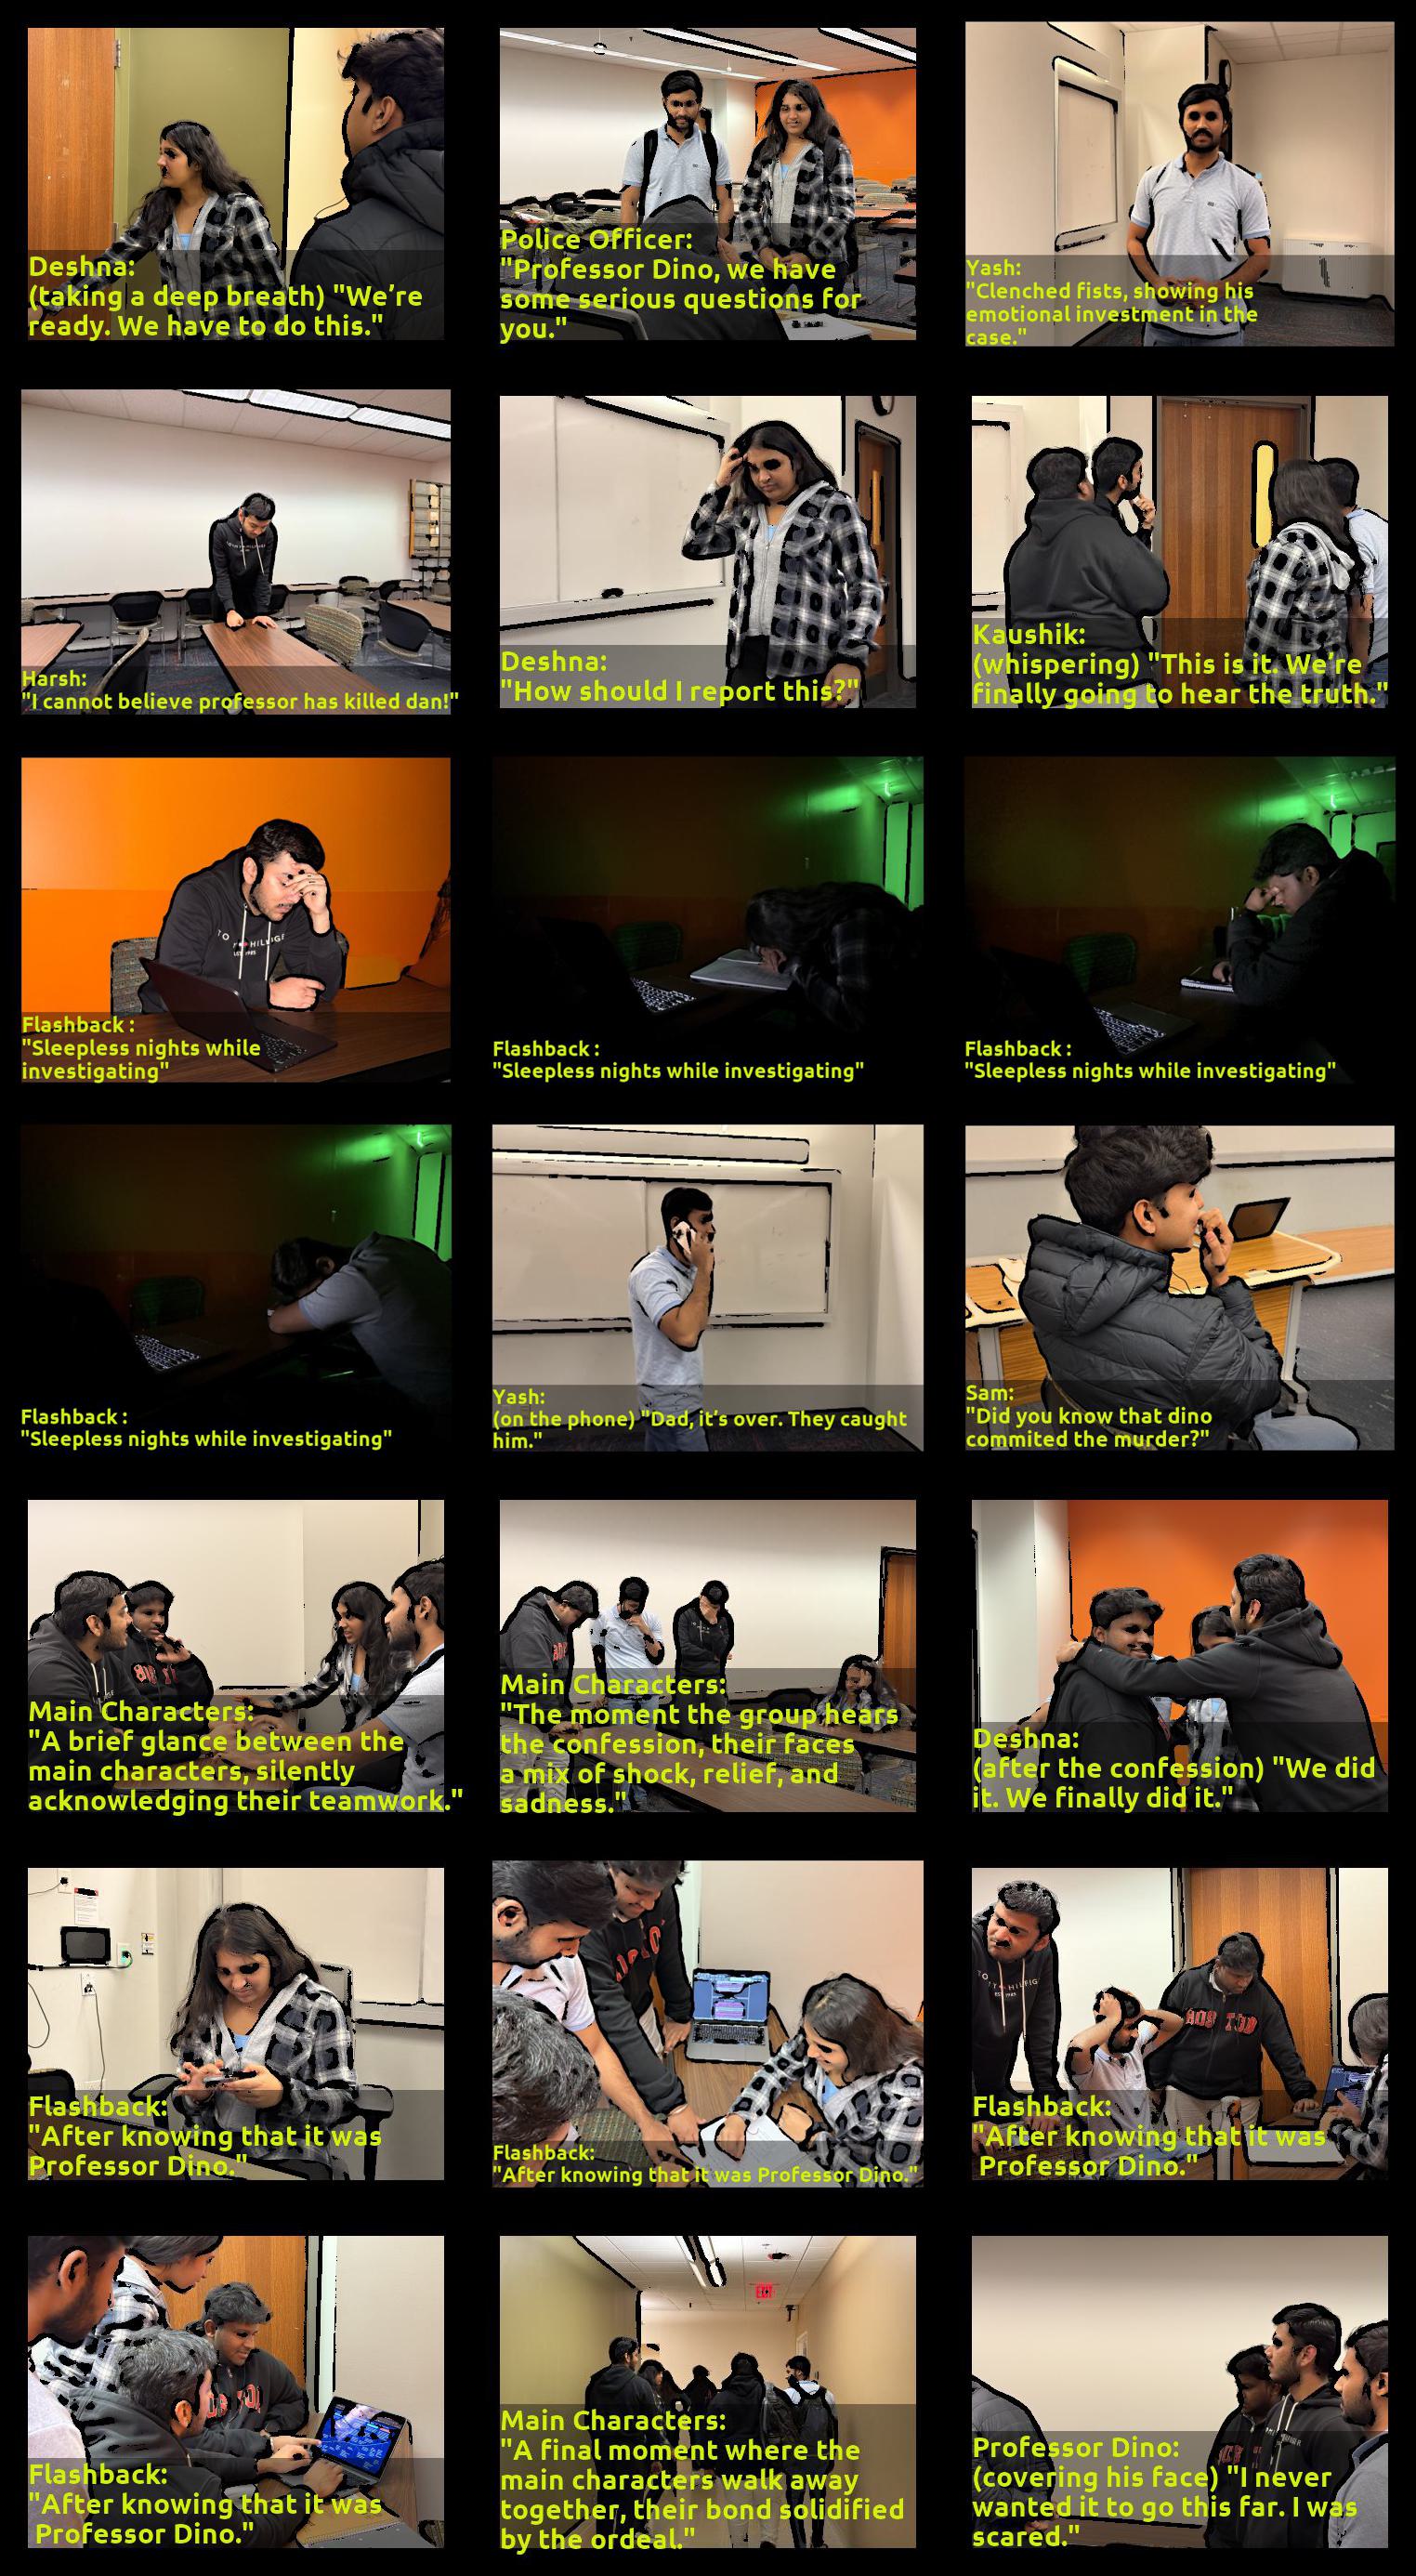 Deshna:
(taking a deep breath) "We’re
ready. We have to do this."
Police Officer:
"Professor Dino, we have
some serious questions for
you."
Yash:
"Clenched fists, showing his
emotional investment in the
case."
Harsh:
"I cannot believe professor has killed dan!"
Deshna:
"How should I report this?"
Kaushik:
(whispering) "This is it. We’re
finally going to hear the truth."
Flashback :
"Sleepless nights while
investigating"
Flashback :
"Sleepless nights while investigating"
Flashback :
"Sleepless nights while investigating"
Flashback :
"Sleepless nights while investigating"
Yash:
(on the phone) "Dad, it’s over. They caught
him."
Sam:
"Did you know that dino
commited the murder?"
Main Characters:
"A brief glance between the
main characters, silently
acknowledging their teamwork."
Main Characters:
"The moment the group hears
the confession, their faces
a mix of shock, relief, and
sadness."
Deshna:
(after the confession) "We did
it. We finally did it."
Flashback:
"After knowing that it was
Professor Dino."
Flashback:
"After knowing that it was Professor Dino."
Flashback:
"After knowing that it was
Professor Dino."
Flashback:
"After knowing that it was
Professor Dino."
EXIT
Main Characters:
"A final moment where the
main characters walk away
together, their bond solidified
by the ordeal."
Professor Dino:
(covering his face) "I never
wanted it to go this far. I was
scared."